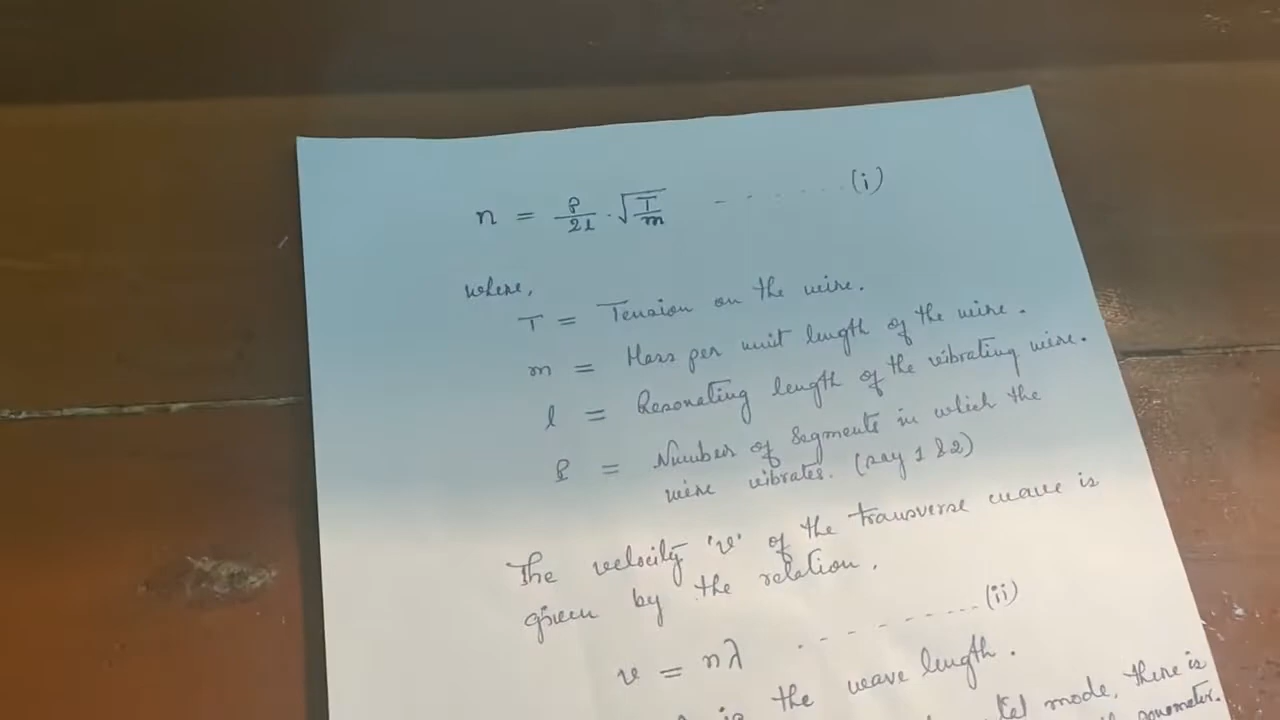 n = P/2l . √T/m - - . . . . . . (i)
where,
T = Tension on the wire.
m = Mass per unit length of the wire.
l = Resonating length of the vibrating wire.
P = Number of segments in which the
wire vibrates. (say 1 & 2)
The velocity 'v' of the transverse wave is
given by the relation.
v = nλ . - - - - - - - - (ii)
is the wave length.
mode, there is